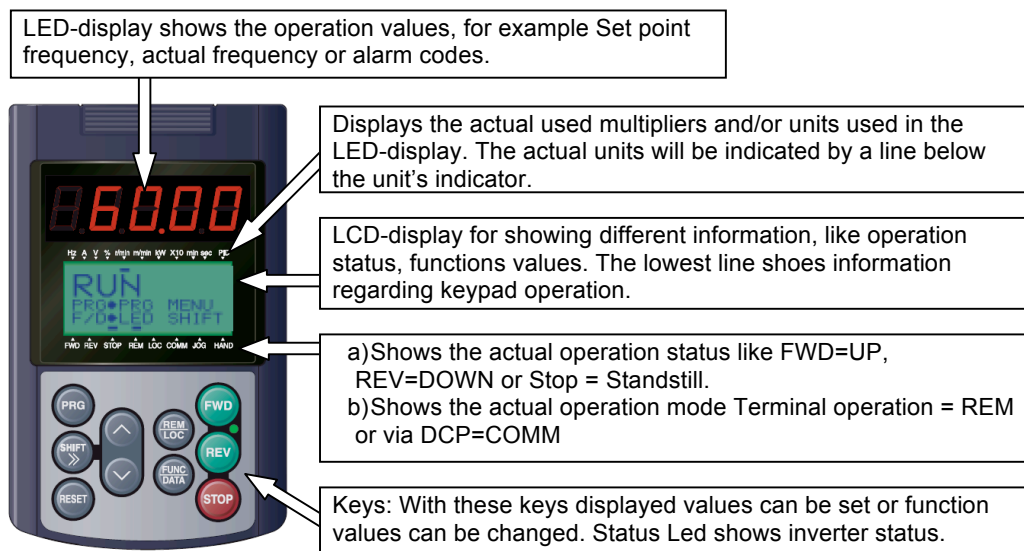 LED-display shows the operation values, for example Set point
frequency, actual frequency or alarm codes.
Displays the actual used multipliers and/or units used in the
LED-display. The actual units will be indicated by a line below
the unit's indicator.
LCD-display for showing different information, like operation
status, functions values. The lowest line shoes information
regarding keypad operation.
a)Shows the actual operation status like FWD=UP,
REV=DOWN or Stop = Standstill.
b)Shows the actual operation mode Terminal operation = REM
or via DCP=COMM
Keys: With these keys displayed values can be set or function
values can be changed. Status Led shows inverter status.
60.00
Hz A V % r/min m/min kW X10 min sec PID
RUN
PRG PRG MENU
F/D LED SHIFT
FWD REV STOP REM LOC COMM JOG HAND
PRG
FWD
REM
LOC
SHIFT
REV
FUNC
DATA
RESET
STOP